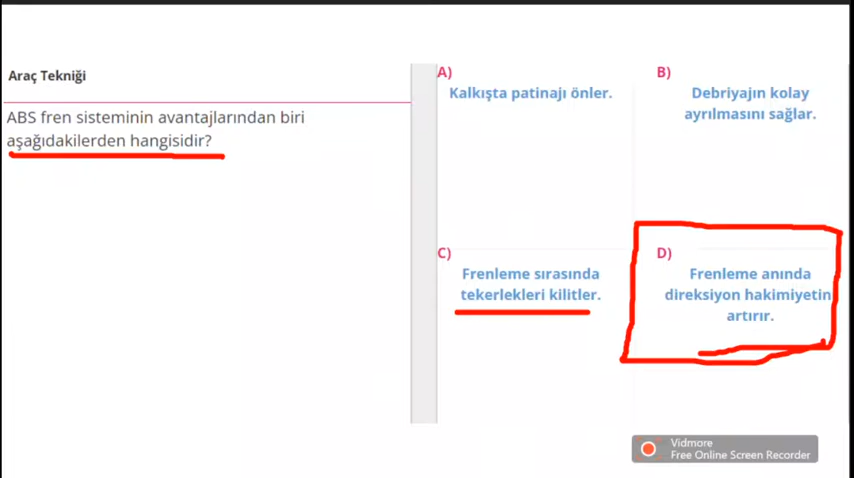 Araç Tekniği
ABS fren sisteminin avantajlarından biri
aşağıdakilerden hangisidir?
A)
Kalkışta patinajı önler.
B)
Debriyajın kolay
ayrılmasını sağlar.
C)
Frenleme sırasında
tekerlekleri kilitler.
D)
Frenleme anında
direksiyon hakimiyetin
artırır.
Vidmore
Free Online Screen Recorder